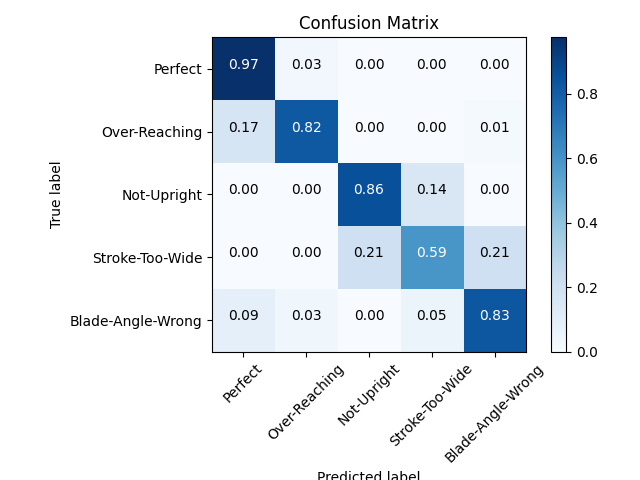 Confusion Matrix
Perfect 0.97 0.03 0.00 0.00 0.00
Over-Reaching 0.17 0.82 0.00 0.00 0.01
Not-Upright 0.00 0.00 0.86 0.14 0.00
Stroke-Too-Wide 0.00 0.00 0.21 0.59 0.21
Blade-Angle-Wrong 0.09 0.03 0.00 0.05 0.83
True label
Perfect Over-Reaching Not-Upright Stroke-Too-Wide Blade-Angle-Wrong
Predicted label
0.8
0.6
0.4
0.2
0.0